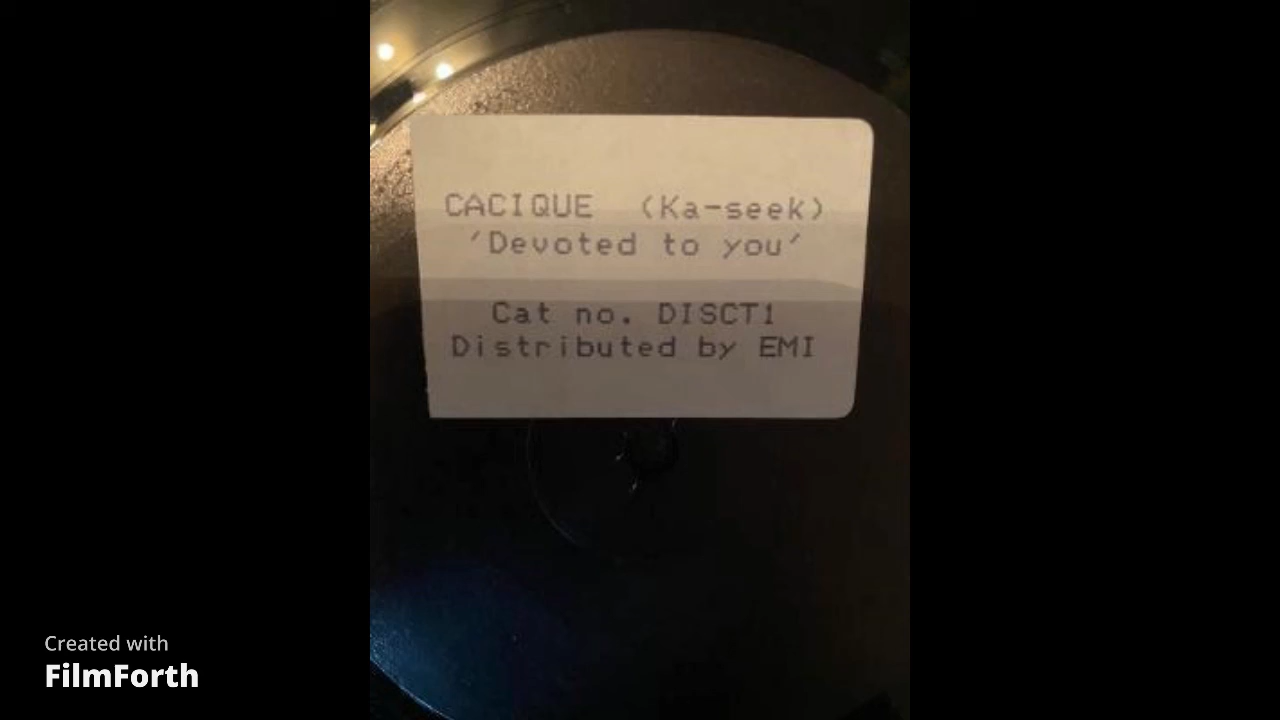 CACIQUE (Ka-seek)
'Devoted to you'
Cat no. DISCT1
Distributed by EMI
Created with
FilmForth